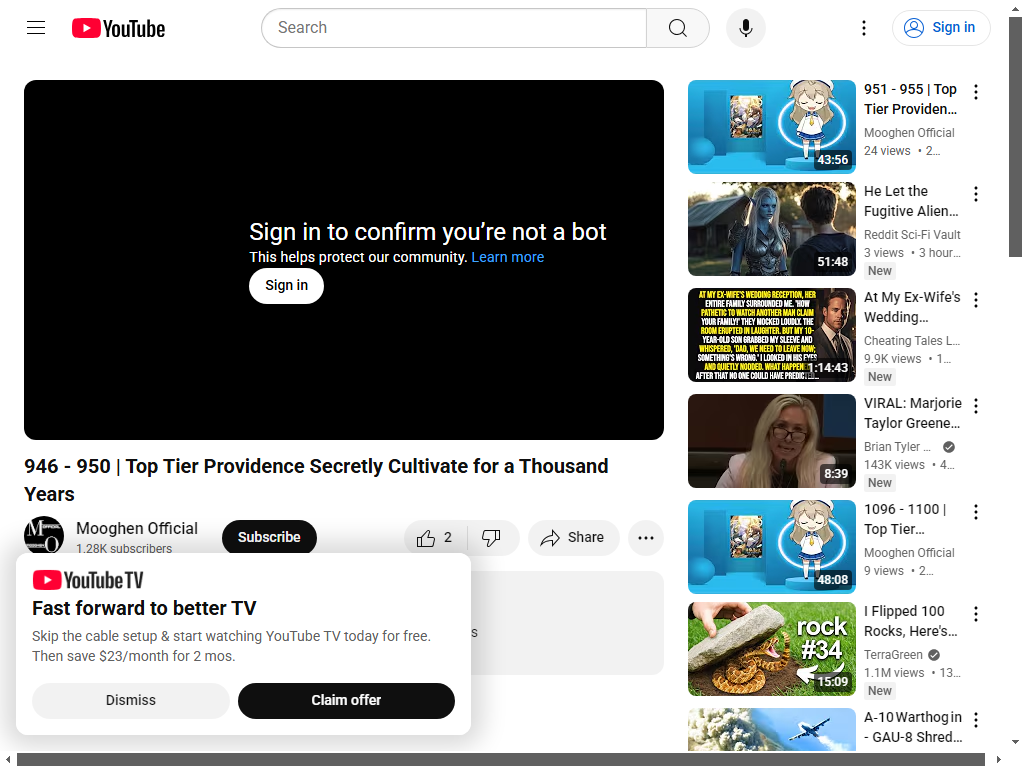 YouTube
Search
Sign in
Sign in to confirm you're not a bot
This helps protect our community. Learn more
Sign in
946 - 950 | Top Tier Providence Secretly Cultivate for a Thousand
Years
Mooghen Official
1.28K subscribers
Subscribe
2
Share
s
YouTube TV
Fast forward to better TV
Skip the cable setup & start watching YouTube TV today for free.
Then save $23/month for 2 mos.
Dismiss
Claim offer
43:56
951 - 955 | Top
Tier Providen...
Mooghen Official
24 views • 2...
51:48
He Let the
Fugitive Alien...
Reddit Sci-Fi Vault
3 views • 3 hour...
New
AT MY EX-WIFE'S WEDDING RECEPTION, HER
ENTIRE FAMILY SURROUNDED ME. 'HOW
PATHETIC TO WATCH ANOTHER MAN CLAIM
YOUR FAMILY!' THEY MOCKED LOUDLY. THE
ROOM ERUPTED IN LAUGHTER. BUT MY 10-
YEAR-OLD SON GRABBED MY SLEEVE AND
WHISPERED, 'DAD, WE NEED TO LEAVE NOW;
SOMETHING'S WRONG.' I LOOKED IN HIS EYES
AND QUIETLY NODDED. WHAT
AFTER THAT NO ONE COULD HAVE
1:14:43
At My Ex-Wife's
Wedding...
Cheating Tales L...
9.9K views • 1...
New
8:39
VIRAL: Marjorie
Taylor Greene...
Brian Tyler ...
143K views • 4...
New
48:08
1096 - 1100 |
Top Tier...
Mooghen Official
9 views • 2...
rock
#34
15:09
I Flipped 100
Rocks, Here's...
TerraGreen
1.1M views • 13...
New
A-10 Warthog in
- GAU-8 Shred...